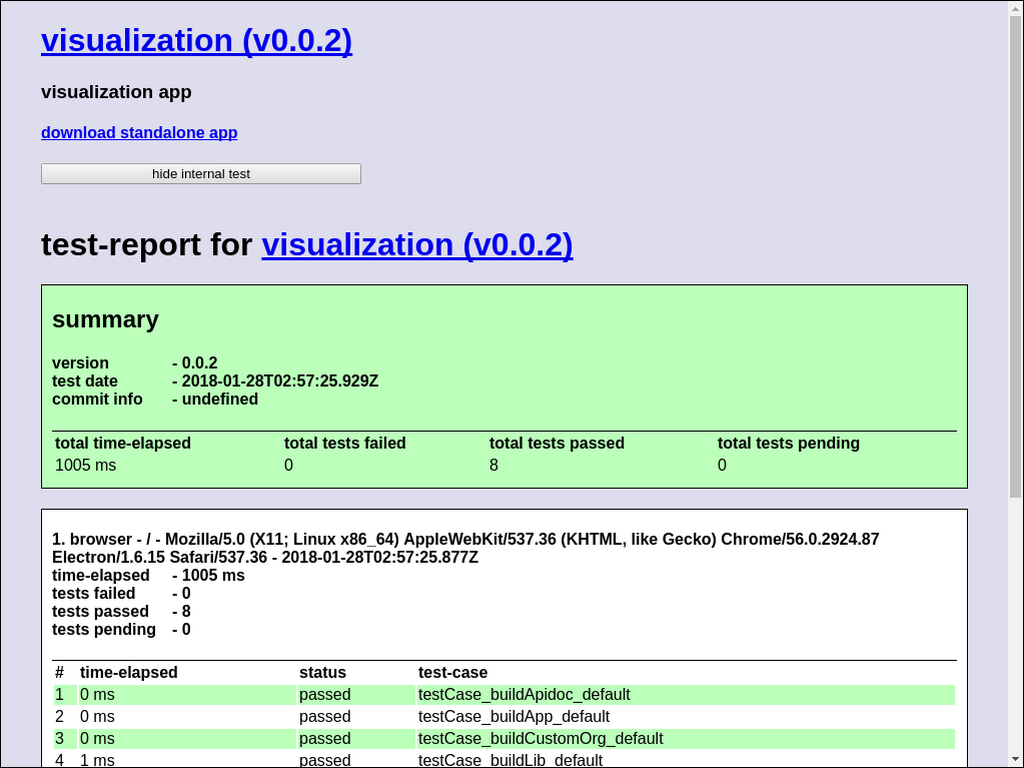 visualization (v0.0.2)
visualization app
download standalone app
hide internal test
test-report for visualization (v0.0.2)
summary
version - 0.0.2
test date - 2018-01-28T02:57:25.929Z
commit info - undefined
total time-elapsed total tests failed total tests passed total tests pending
1005 ms 0 8 0
1. browser - / - Mozilla/5.0 (X11; Linux x86_64) AppleWebKit/537.36 (KHTML, like Gecko) Chrome/56.0.2924.87
Electron/1.6.15 Safari/537.36 - 2018-01-28T02:57:25.877Z
time-elapsed - 1005 ms
tests failed - 0
tests passed - 8
tests pending - 0
# time-elapsed status test-case
1 0 ms passed testCase_buildApidoc_default
2 0 ms passed testCase_buildApp_default
3 0 ms passed testCase_buildCustomOrg_default
4 1 ms passed testCase_buildLib_default